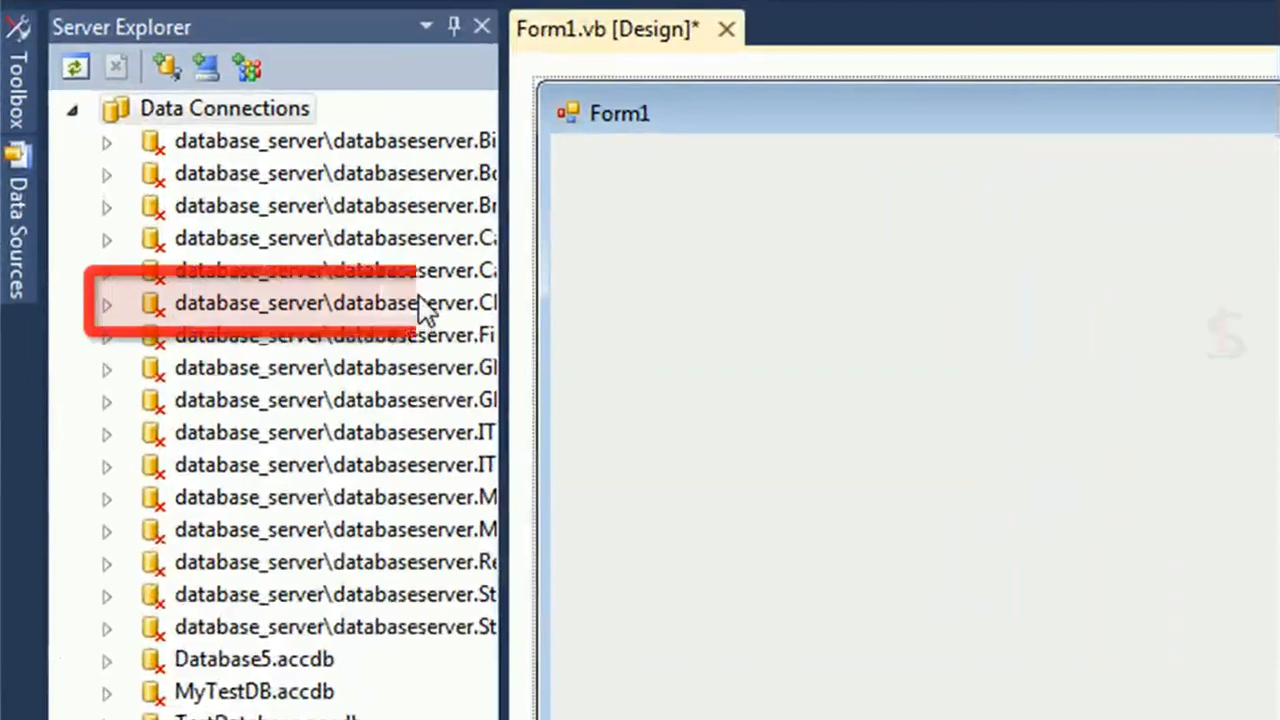 Server Explorer
Form1.vb [Design]*
Toolbox
Data Sources
Data Connections
Form1
database_server\databaseserver.Bi
database_server\databaseserver.Bo
database_server\databaseserver.Br
database_server\databaseserver.Ca
database_server\databaseserver.Ca
database_server\databaseserver.Cl
database_server\databaseserver.Fi
database_server\databaseserver.Gl
database_server\databaseserver.Gl
database_server\databaseserver.IT
database_server\databaseserver.IT
database_server\databaseserver.M
database_server\databaseserver.M
database_server\databaseserver.Re
database_server\databaseserver.St
database_server\databaseserver.St
Database5.accdb
MyTestDB.accdb
TestDatabase.accdb